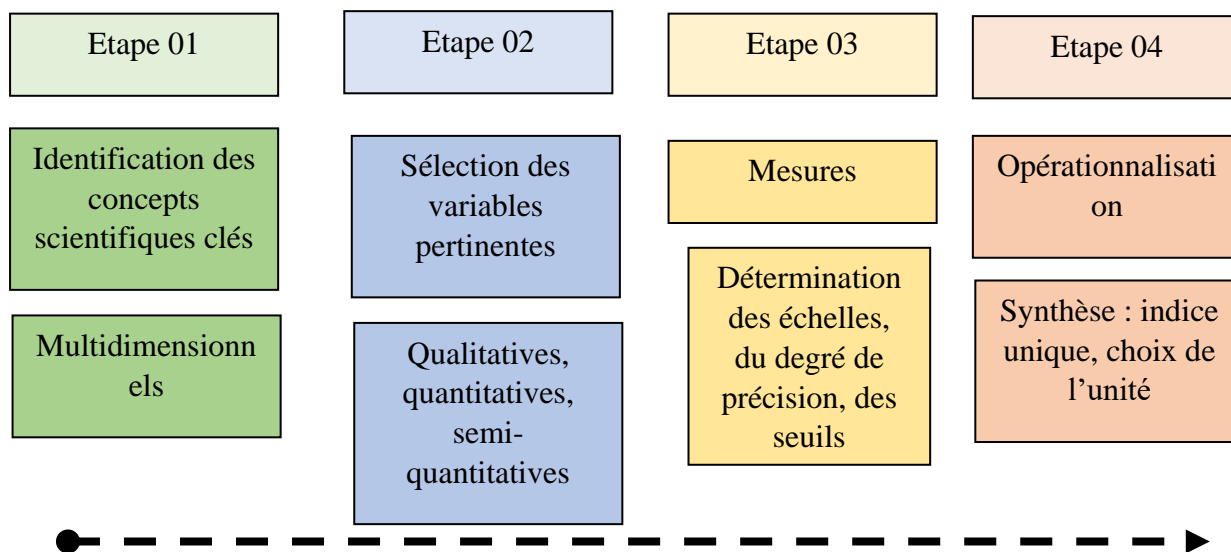 Etape 01
Etape 02
Etape 03
Etape 04
Identification des
concepts
scientifiques clés
Sélection des
variables
pertinentes
Mesures
Opérationnalisati
on
Multidimensionn
els
Qualitatives,
quantitatives,
semi-
quantitatives
Détermination
des échelles,
du degré de
précision, des
seuils
Synthèse : indice
unique, choix de
l’unité